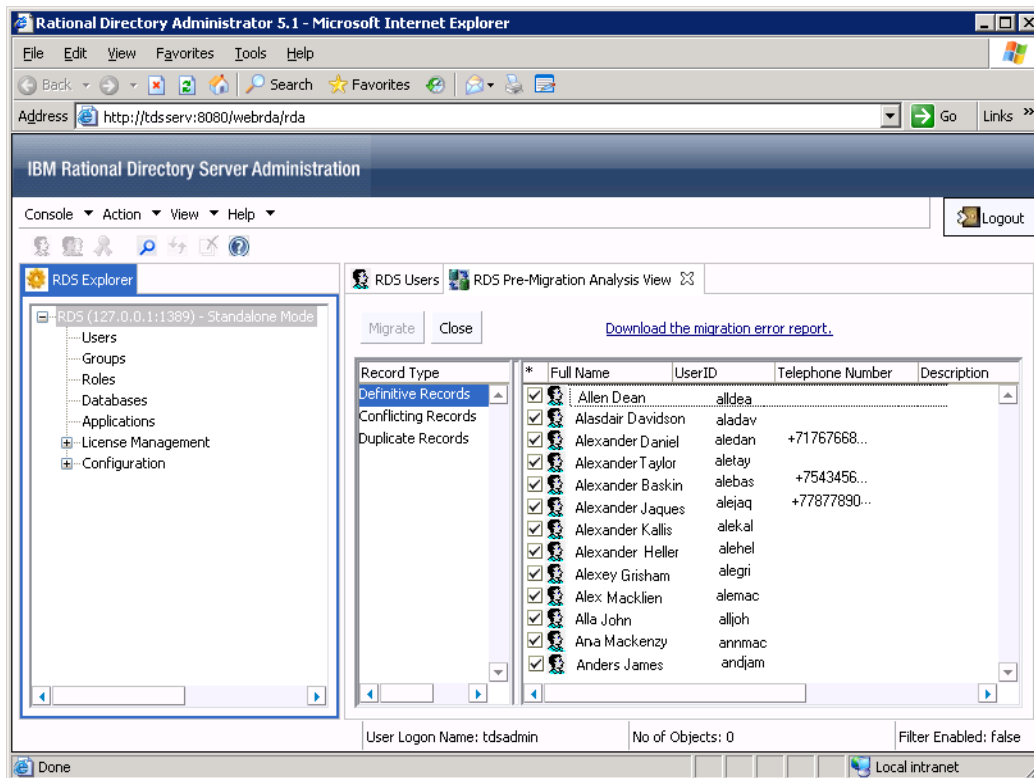 Rational Directory Administrator 5.1 - Microsoft Internet Explorer
File Edit View Favorites Tools Help
Back Search Favorites
Address http://tdsserv:8080/webrda/rda Go Links »
IBM Rational Directory Server Administration
Console Action View Help
Logout
RDS Explorer
RDS (127.0.0.1:1389) - Standalone Mode
Users
Groups
Roles
Databases
Applications
License Management
Configuration
RDS Users RDS Pre-Migration Analysis View
Migrate Close Download the migration error report.
Record Type
Definitive Records
Conflicting Records
Duplicate Records
* Full Name UserID Telephone Number Description
Allen Dean alldea
Alasdair Davidson aladav
Alexander Daniel aledan +71767668...
Alexander Taylor aletay
Alexander Baskin alebas +7543456...
Alexander Jaques alejaq +77877890...
Alexander Kallis alekal
Alexander Heller alehel
Alexey Grisham alegri
Alex Macklien alemac
Alla John alljoh
Ana Mackenzy annmac
Anders James andjam
User Logon Name: tdsadmin No of Objects: 0 Filter Enabled: false
Done Local intranet